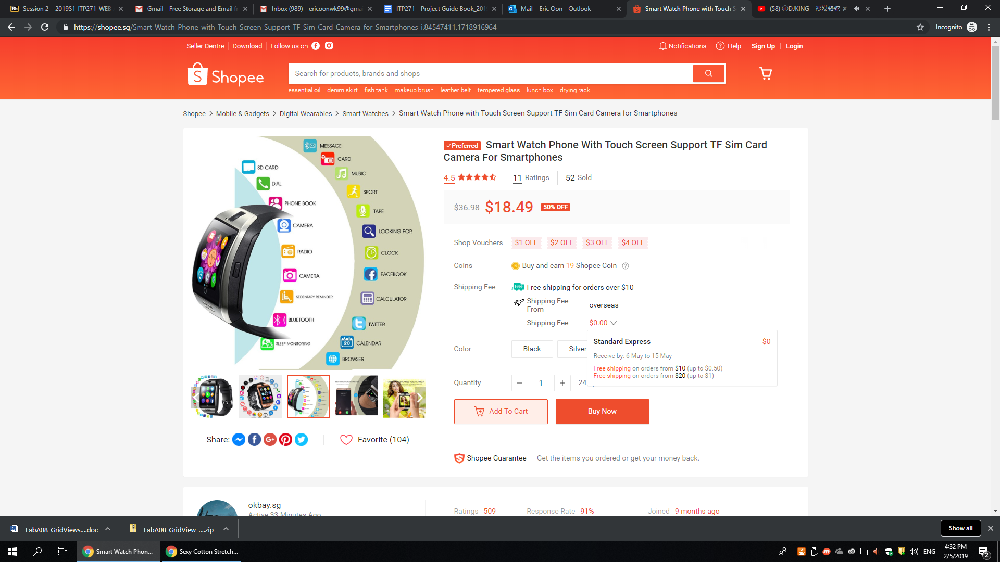 Session 2 – 2019S1-ITP271-WEB
Gmail - Free Storage and Email f
Inbox (989) - ericoonwk99@gma
ITP271 - Project Guide Book_201
Mail – Eric Oon - Outlook
Smart Watch Phone with Touch S
(58) ㊣DJKING - 沙漠骆驼
https://shopee.sg/Smart-Watch-Phone-with-Touch-Screen-Support-TF-Sim-Card-Camera-for-Smartphones-i.84547411.1718916964
Incognito
Seller Centre
Download
Follow us on
Notifications
Help
Sign Up
Login
Shopee
Search for products, brands and shops
essential oil denim skirt fish tank makeup brush leather belt tempered glass lunch box drying rack
Shopee > Mobile & Gadgets > Digital Wearables > Smart Watches > Smart Watch Phone with Touch Screen Support TF Sim Card Camera for Smartphones
MESSAGE
CARD
SD CARD
MUSIC
DIAL
SPORT
PHONE BOOK
TAPE
CAMERA
LOOKING FOR
RADIO
CLOCK
CAMERA
FACEBOOK
SEDENTARY REMINDER
CALCULATOR
BLUETOOTH
TWITTER
SLEEP MONITORING
CALENDAR
20
BROWSER
Share:
Favorite (104)
Preferred Smart Watch Phone With Touch Screen Support TF Sim Card
Camera For Smartphones
4.5
11 Ratings
52 Sold
$36.98 $18.49 50% OFF
Shop Vouchers $1 OFF $2 OFF $3 OFF $4 OFF
Coins Buy and earn 19 Shopee Coin
Shipping Fee Free Free shipping for orders over $10
Shipping Fee
From
overseas
Shipping Fee $0.00
Standard Express $0
Receive by: 6 May to 15 May
Free shipping on orders from $10 (up to $0.50)
Free shipping on orders from $20 (up to $1)
Color Black Silver
Quantity 1 24
Add To Cart
Buy Now
Shopee Guarantee Get the items you ordered or get your money back.
okbay.sg
Active 33 Minutes Ago
Ratings 509
Response Rate 91%
Joined 9 months ago
LabA08_GridViews....doc
LabA08_GridView_....zip
Show all
Smart Watch Phon...
Sexy Cotton Stretch...
ENG
4:32 PM
2/5/2019
2